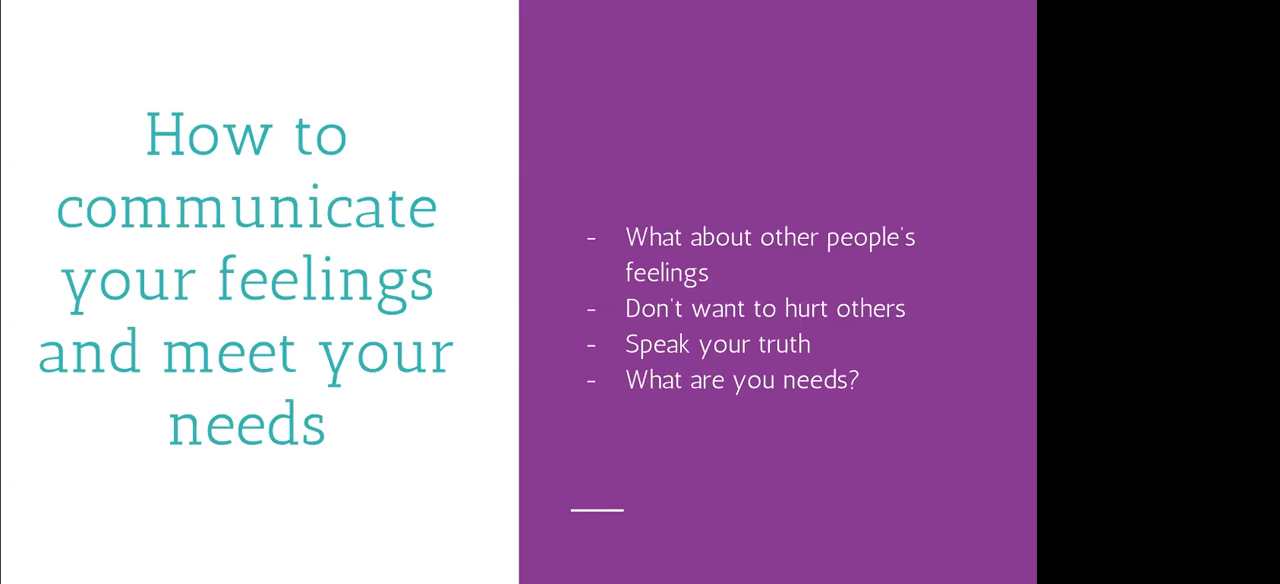 How to
communicate
your feelings
and meet your
needs
- What about other people's
feelings
- Don't want to hurt others
- Speak your truth
- What are you needs?